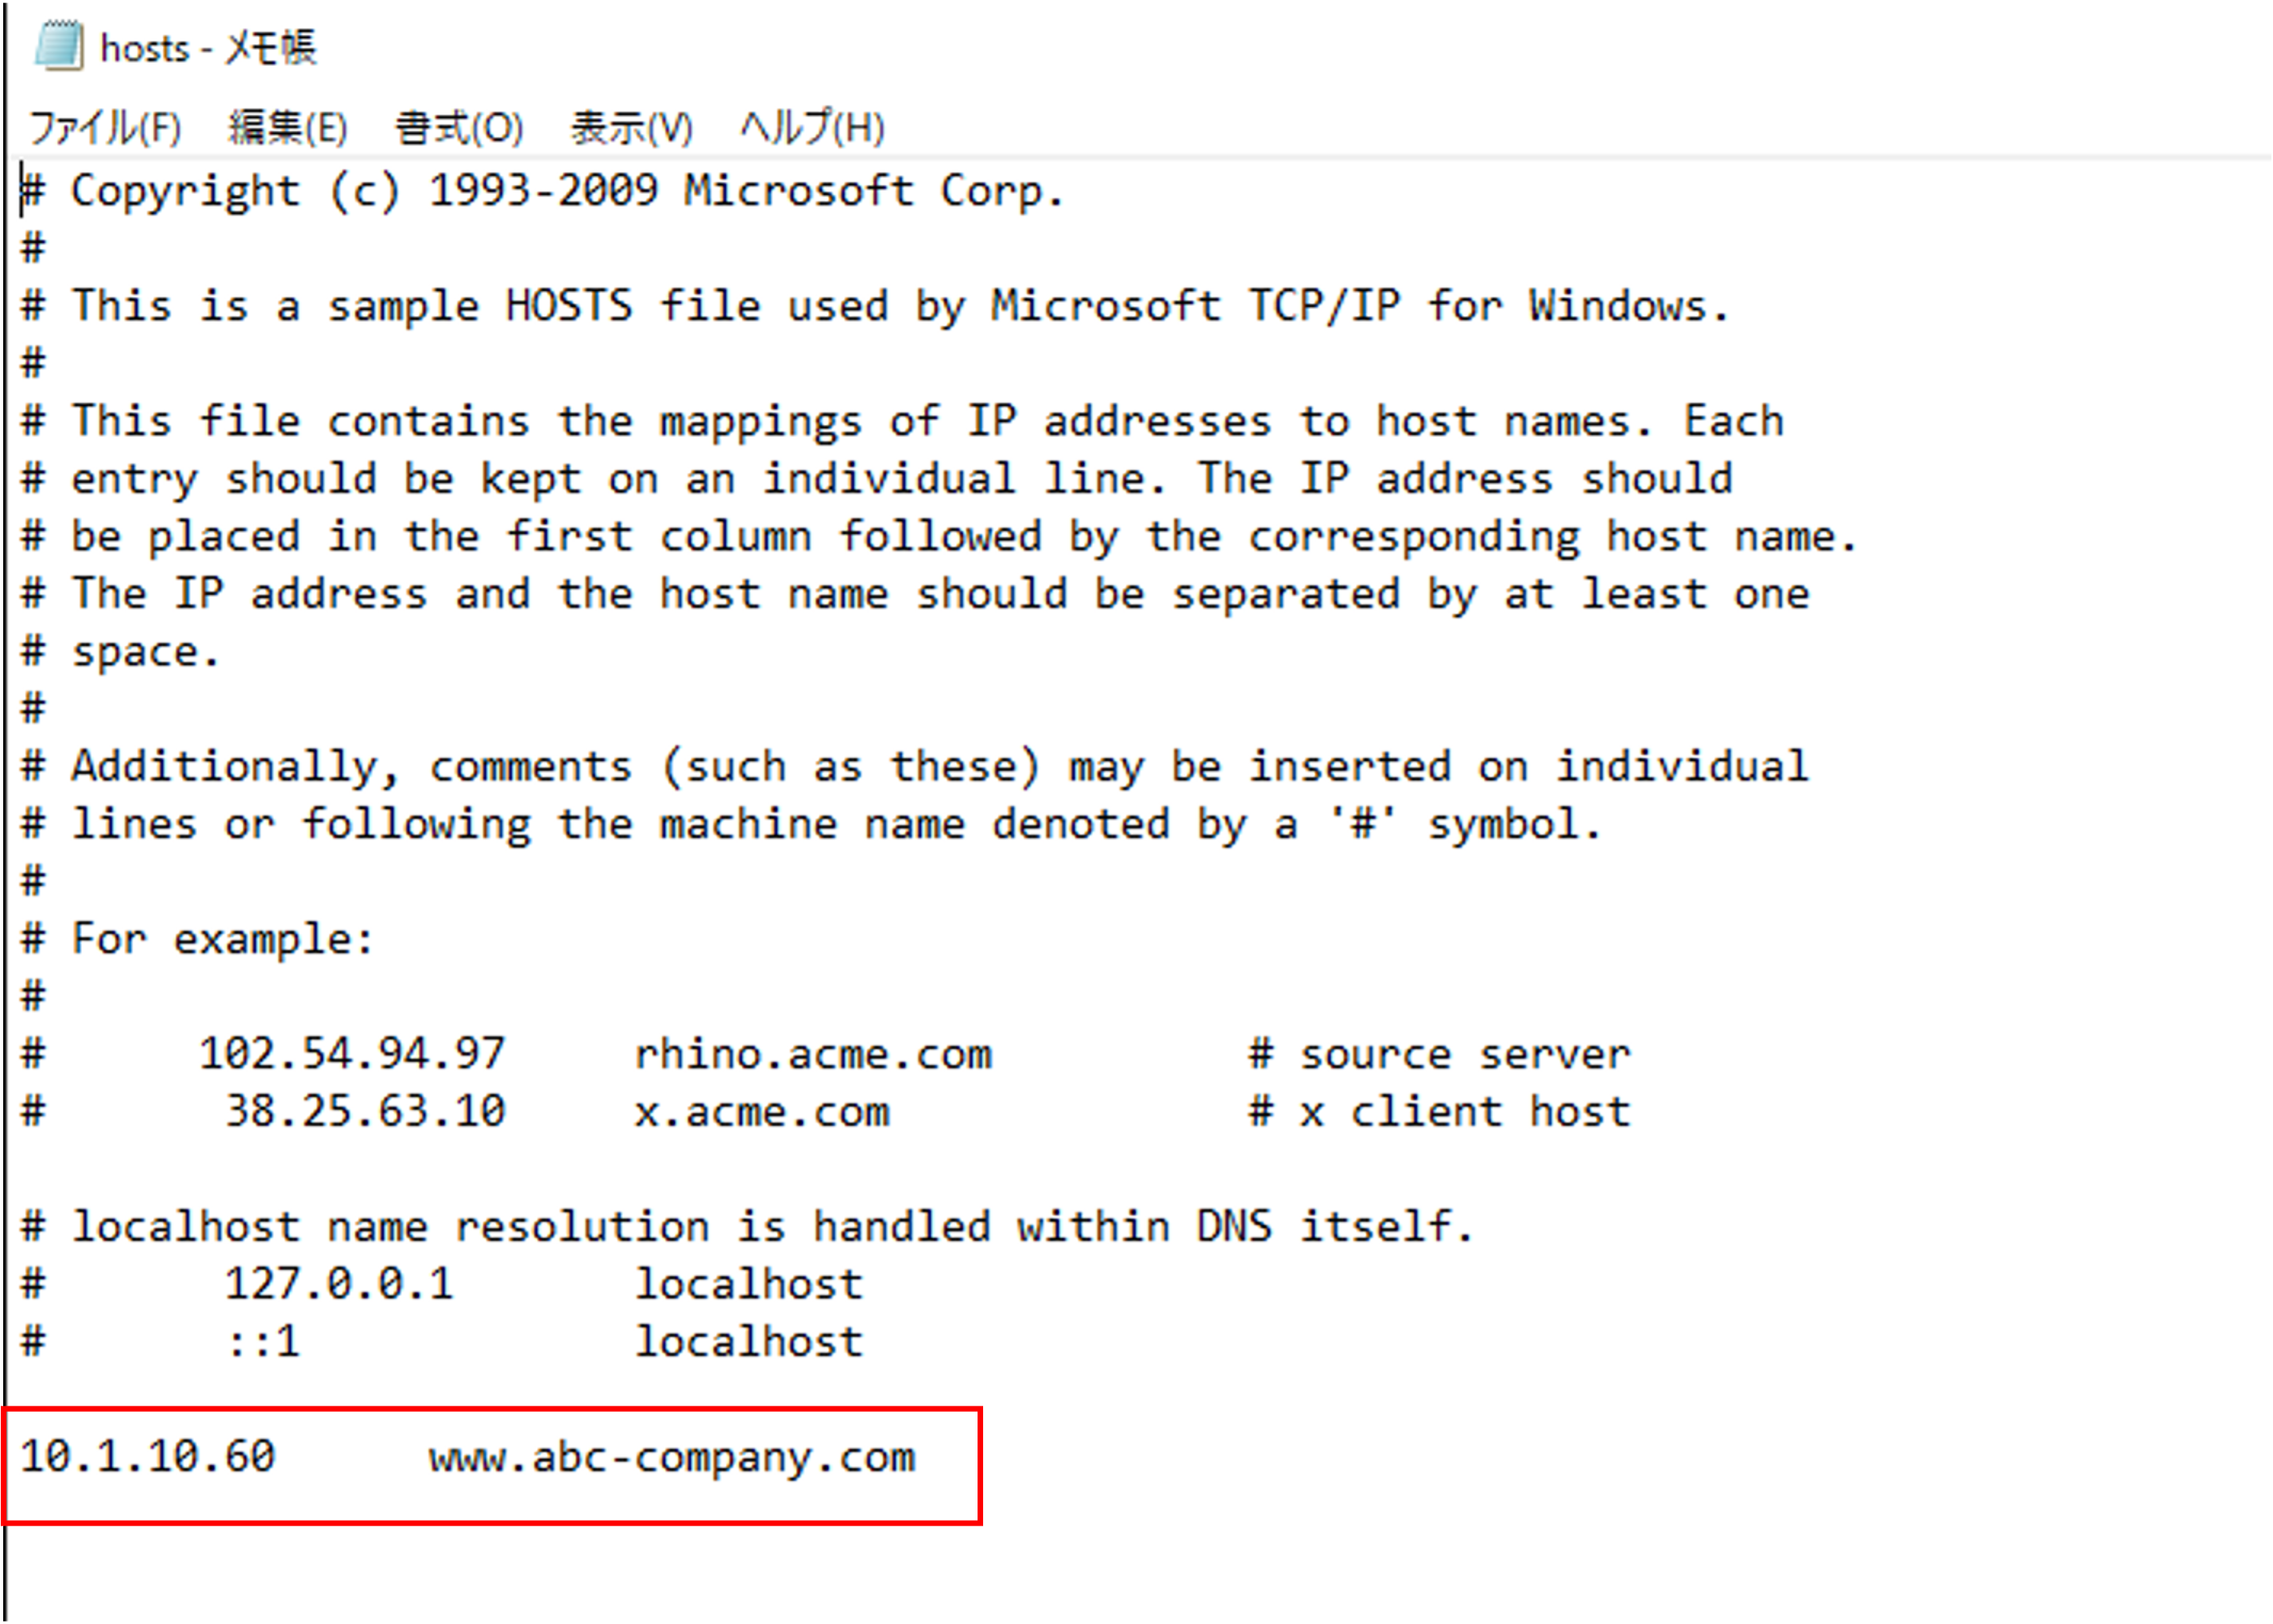 hosts - メモ帳
ファイル(F) 編集(E) 書式(O) 表示(V) ヘルプ(H)
# Copyright (c) 1993-2009 Microsoft Corp.
#
# This is a sample HOSTS file used by Microsoft TCP/IP for Windows.
#
# This file contains the mappings of IP addresses to host names. Each
# entry should be kept on an individual line. The IP address should
# be placed in the first column followed by the corresponding host name.
# The IP address and the host name should be separated by at least one
# space.
#
# Additionally, comments (such as these) may be inserted on individual
# lines or following the machine name denoted by a '#' symbol.
#
# For example:
#
#      102.54.94.97     rhino.acme.com          # source server
#       38.25.63.10     x.acme.com              # x client host

# localhost name resolution is handled within DNS itself.
#       127.0.0.1       localhost
#       ::1             localhost

10.1.10.60      www.abc-company.com